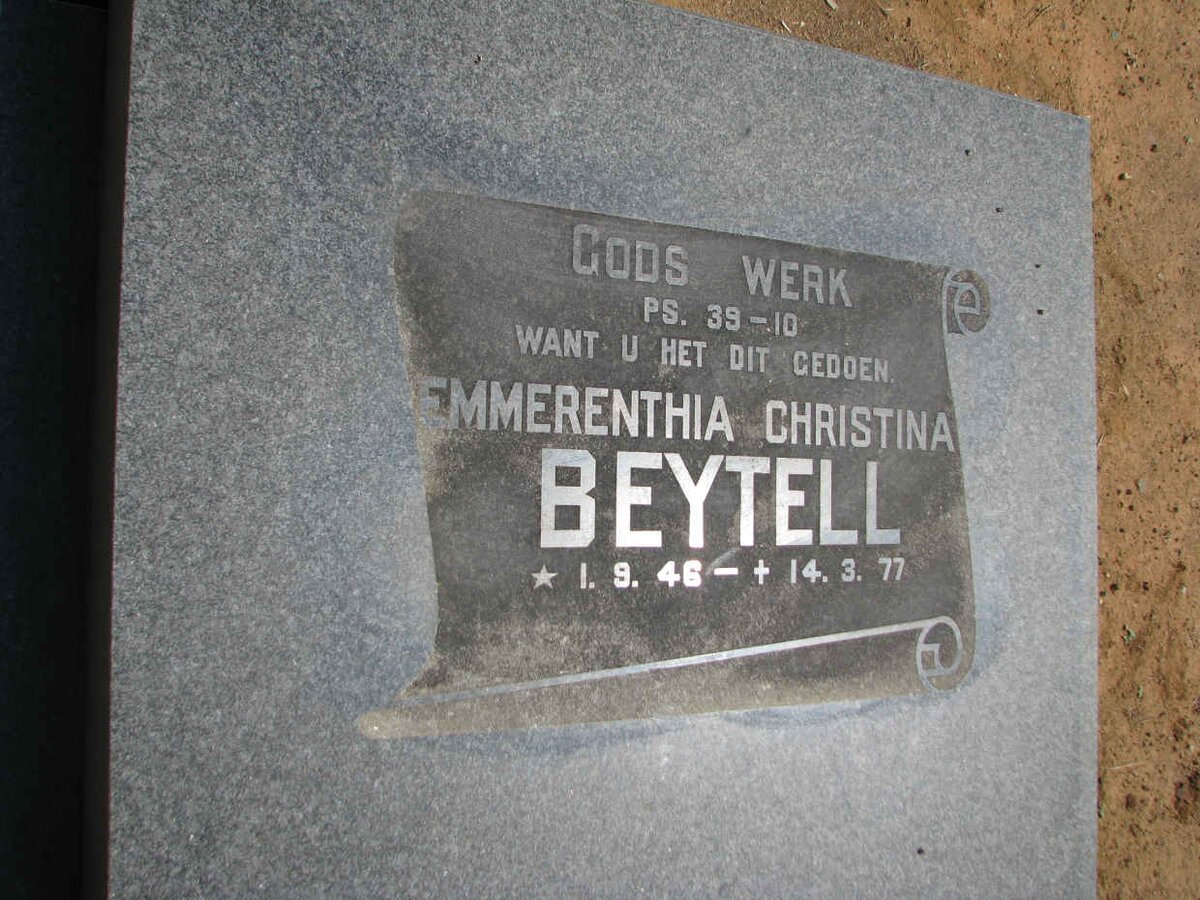 GODS WERK
PS. 39-10
WANT U HET DIT GEDOEN.
EMMERENTHIA CHRISTINA
BEYTELL
★ 1. 9. 46 — ✝ 14. 3. 77